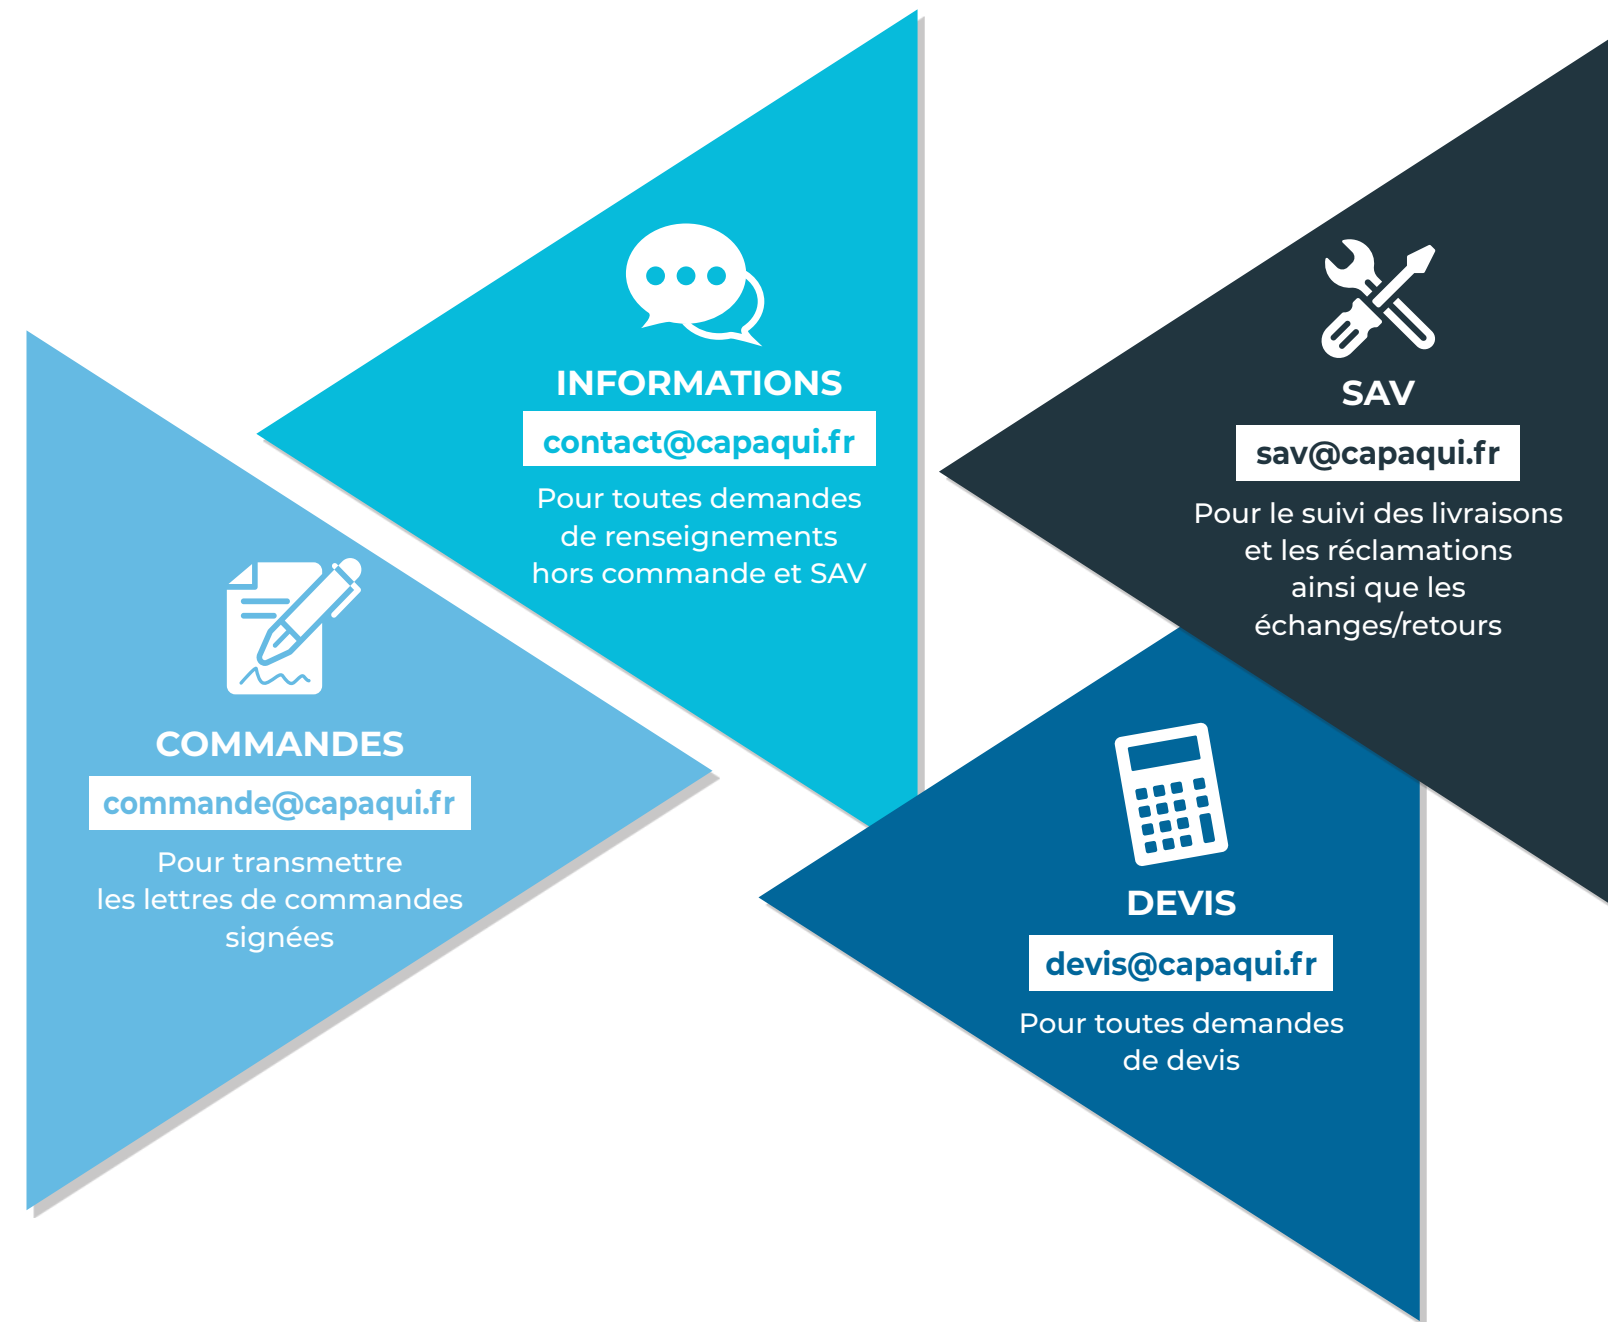 INFORMATIONS
contact@capaqui.fr
Pour toutes demandes
de renseignements
hors commande et SAV
SAV
sav@capaqui.fr
Pour le suivi des livraisons
et les réclamations
ainsi que les
échanges/retours
COMMANDES
commande@capaqui.fr
Pour transmettre
les lettres de commandes
signées
DEVIS
devis@capaqui.fr
Pour toutes demandes
de devis